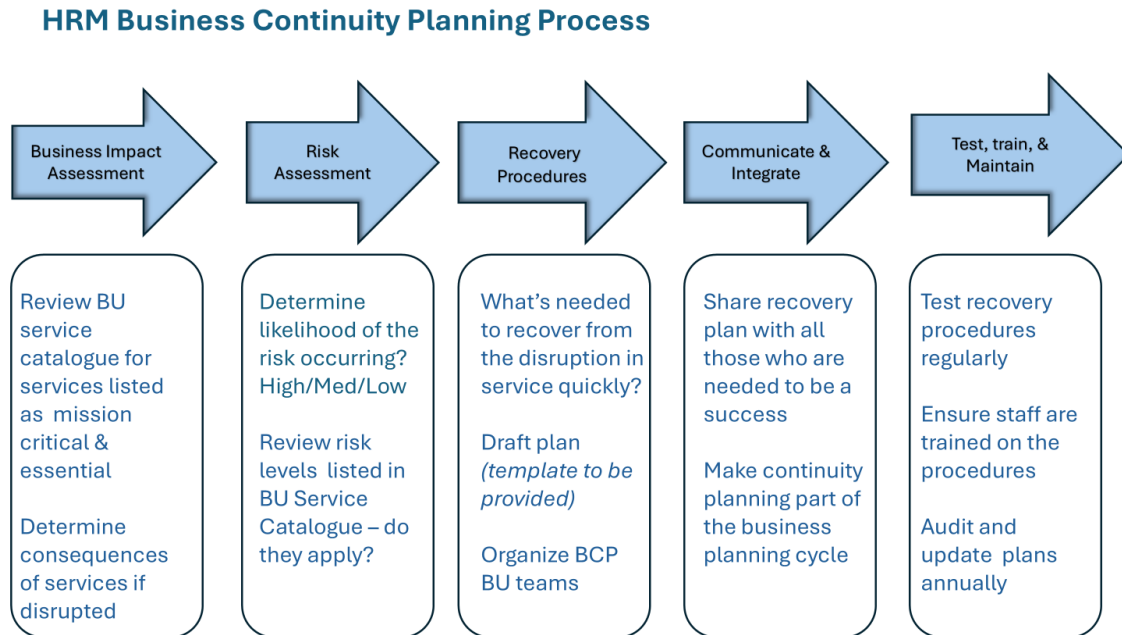 HRM Business Continuity Planning Process
Business Impact
Assessment
Risk
Assessment
Recovery
Procedures
Communicate &
Integrate
Test, train, &
Maintain
Review BU
service
catalogue for
services listed
as mission
critical &
essential
Determine
consequences
of services if
disrupted
Determine
likelihood of the
risk occurring?
High/Med/Low
Review risk
levels listed in
BU Service
Catalogue – do
they apply?
What’s needed
to recover from
the disruption in
service quickly?
Draft plan
(template to be
provided)
Organize BCP
BU teams
Share recovery
plan with all
those who are
needed to be a
success
Make continuity
planning part of
the business
planning cycle
Test recovery
procedures
regularly
Ensure staff are
trained on the
procedures
Audit and
update plans
annually